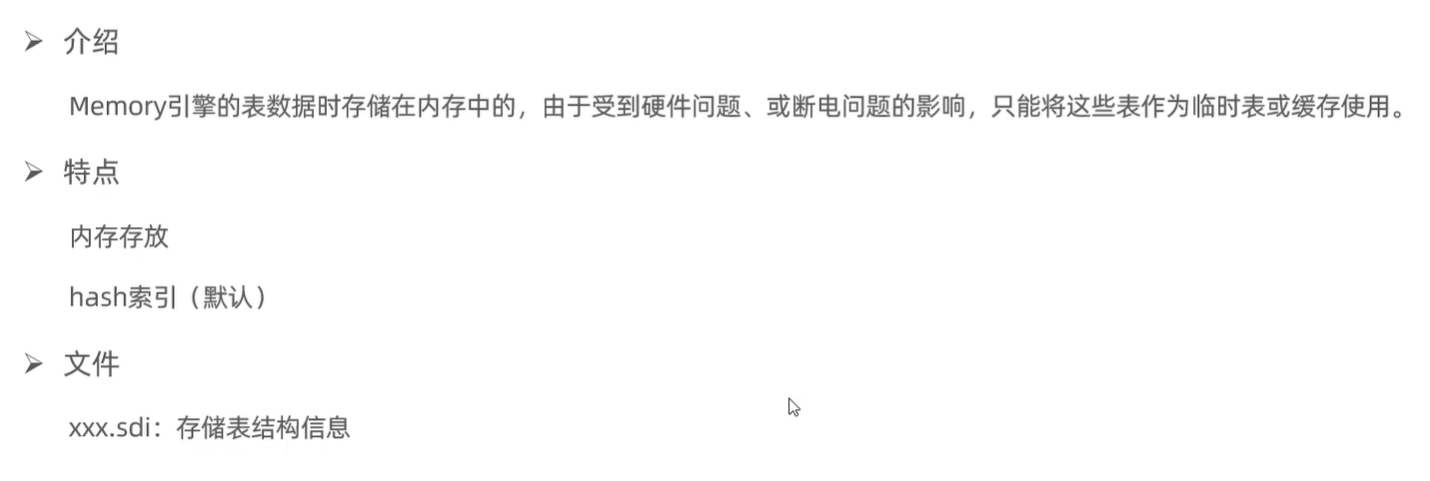 ➢ 介绍
Memory引擎的表数据时存储在内存中的，由于受到硬件问题、或断电问题的影响，只能将这些表作为临时表或缓存使用。
➢ 特点
内存存放
hash索引（默认）
➢ 文件
xxx.sdi：存储表结构信息